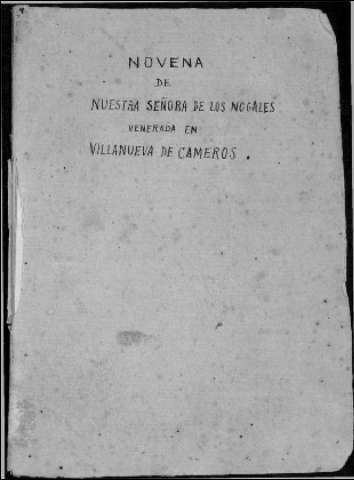 NOVENA
DE
NUESTRA SEÑORA DE LOS NOGALES
VENERADA EN
VILLANUEVA DE CAMEROS.